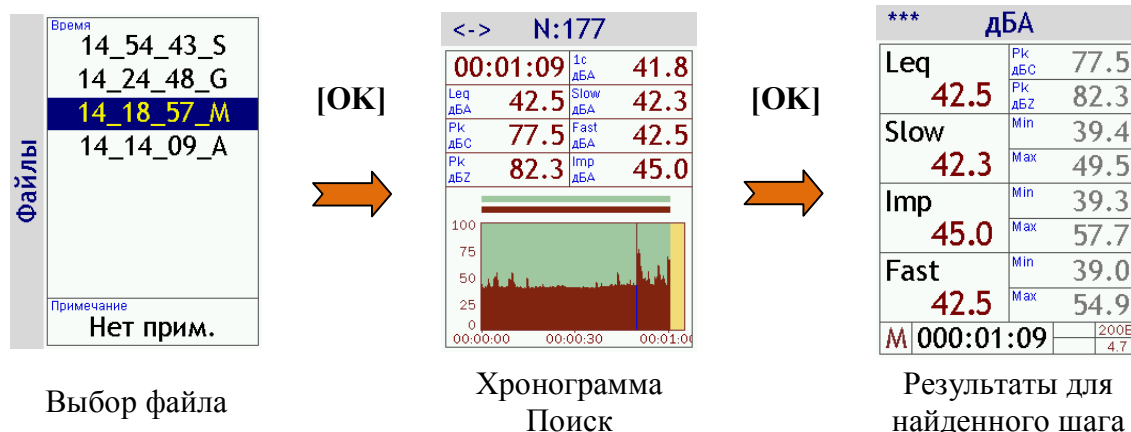 Файлы
Время
14_54_43_S
14_24_48_G
14_18_57_M
14_14_09_A
Примечание
Нет прим.
Выбор файла
[OK]
<-> N:177
00:01:09 1с дБА 41.8
Leq дБА 42.5 Slow дБА 42.3
Pk дБС 77.5 Fast дБА 42.5
Pk дБZ 82.3 Imp дБА 45.0
100
75
50
25
0
00:00:00 00:00:30 00:01:00
Хронограмма
Поиск
[OK]
*** дБА
Leq 42.5
Pk дБС 77.5
Pk дБZ 82.3
Slow 42.3
Min 39.4
Max 49.5
Imp 45.0
Min 39.3
Max 57.7
Fast 42.5
Min 39.0
Max 54.9
M 000:01:09
4.7
Результаты для
найденного шага